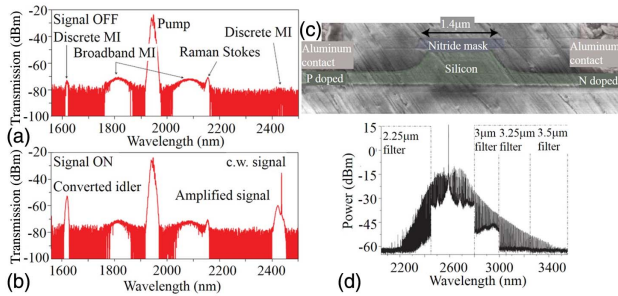 Signal OFF
Discrete MI
Broadband MI
Pump
Raman Stokes
Discrete MI
Transmission (dBm)
-20
-40
-60
-80
-100
1600 1800 2000 2200 2400
Wavelength (nm)
(a)
Signal ON
Converted idler
c.w. signal
Amplified signal
Transmission (dBm)
-20
-40
-60
-80
-100
1600 1800 2000 2200 2400
Wavelength (nm)
(b)
(c)
1.4μm
Aluminum
contact
Nitride mask
Silicon
Aluminum
contact
P doped
N doped
2.25μm
filter
3μm
filter
3.25μm
filter
3.5μm
filter
Power (dBm)
15
0
-15
-30
-45
-60
2200 2600 3000 3400
Wavelength (nm)
(d)